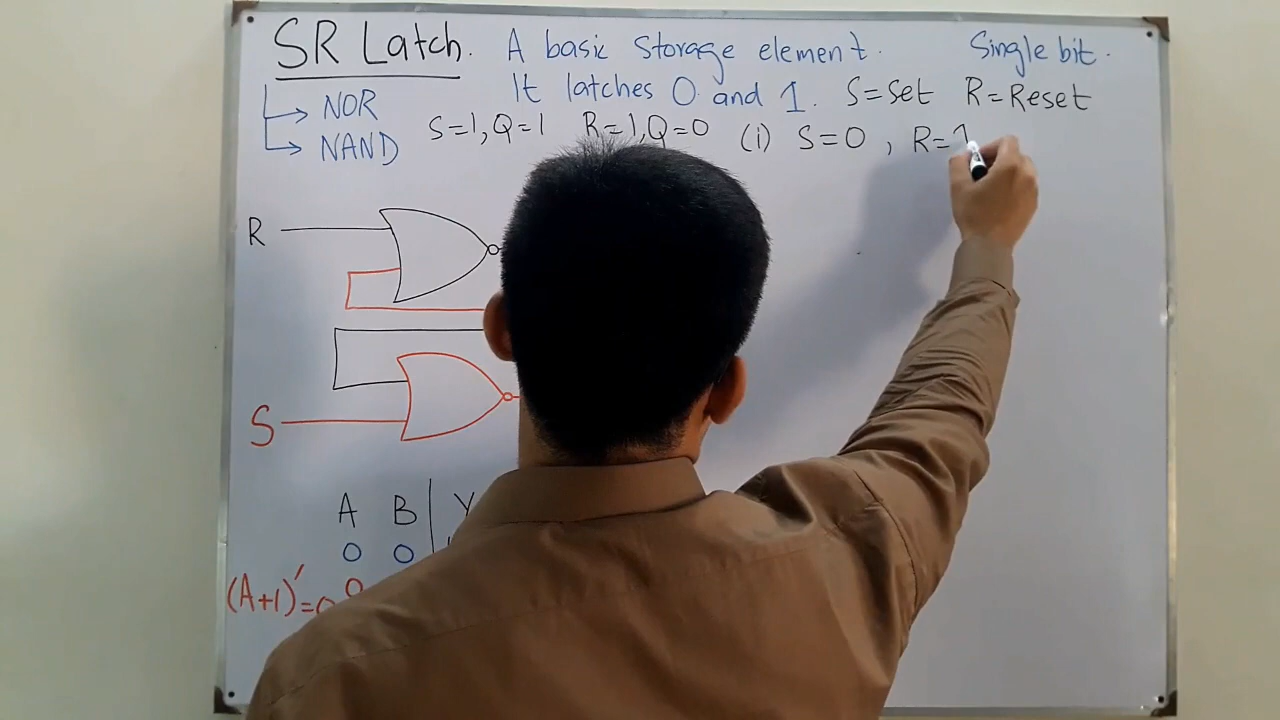 SR Latch. A basic storage element. Single bit.
It latches 0 and 1. S=set R=Reset
NOR
NAND
S=1,Q=1 R=1,Q=0 (i) S=0, R=1
R
S
A B Y
0 0
(A+1)'=0 0